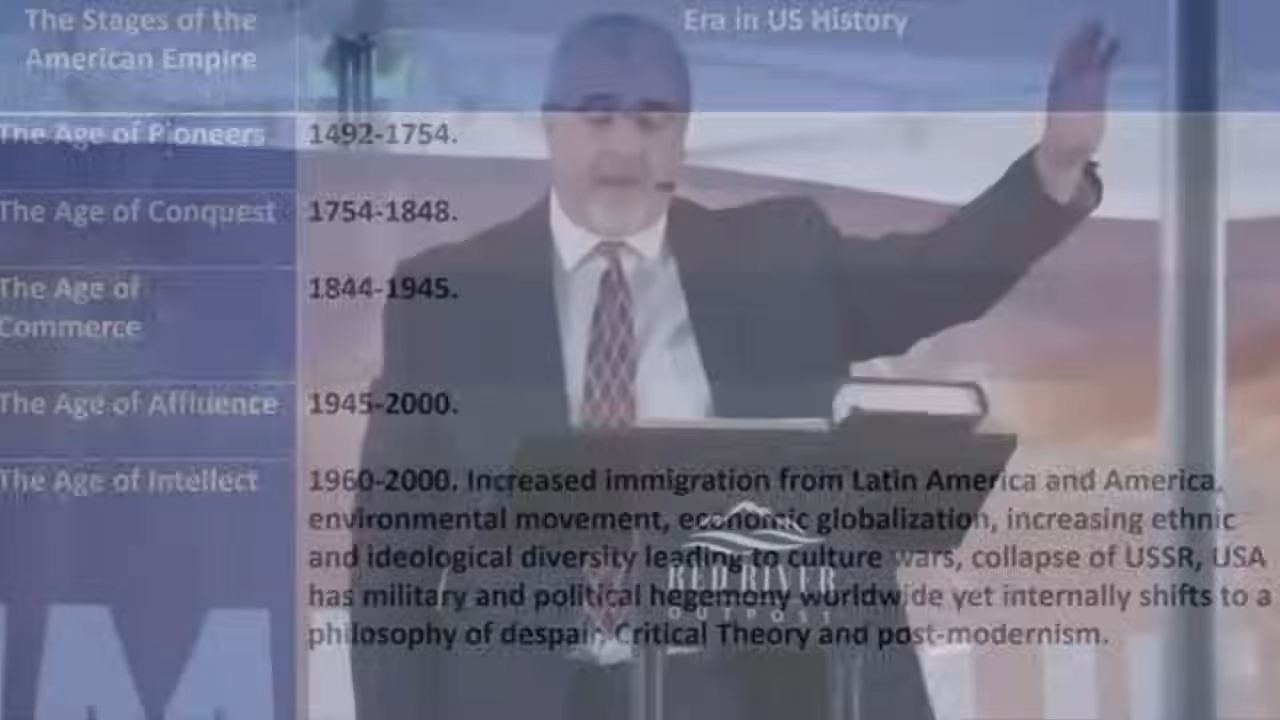 The Stages of the
American Empire
Era in US History
The Age of Pioneers
1492-1754.
The Age of Conquest
1754-1848.
The Age of
Commerce
1844-1945.
The Age of Affluence
1945-2000.
The Age of Intellect
1960-2000. Increased immigration from Latin America and America,
environmental movement, economic globalization, increasing ethnic
and ideological diversity leading to culture wars, collapse of USSR, USA
has military and political hegemony worldwide yet internally shifts to a
philosophy of despair, Critical Theory and post-modernism.
RED RIVER
OUTPOST